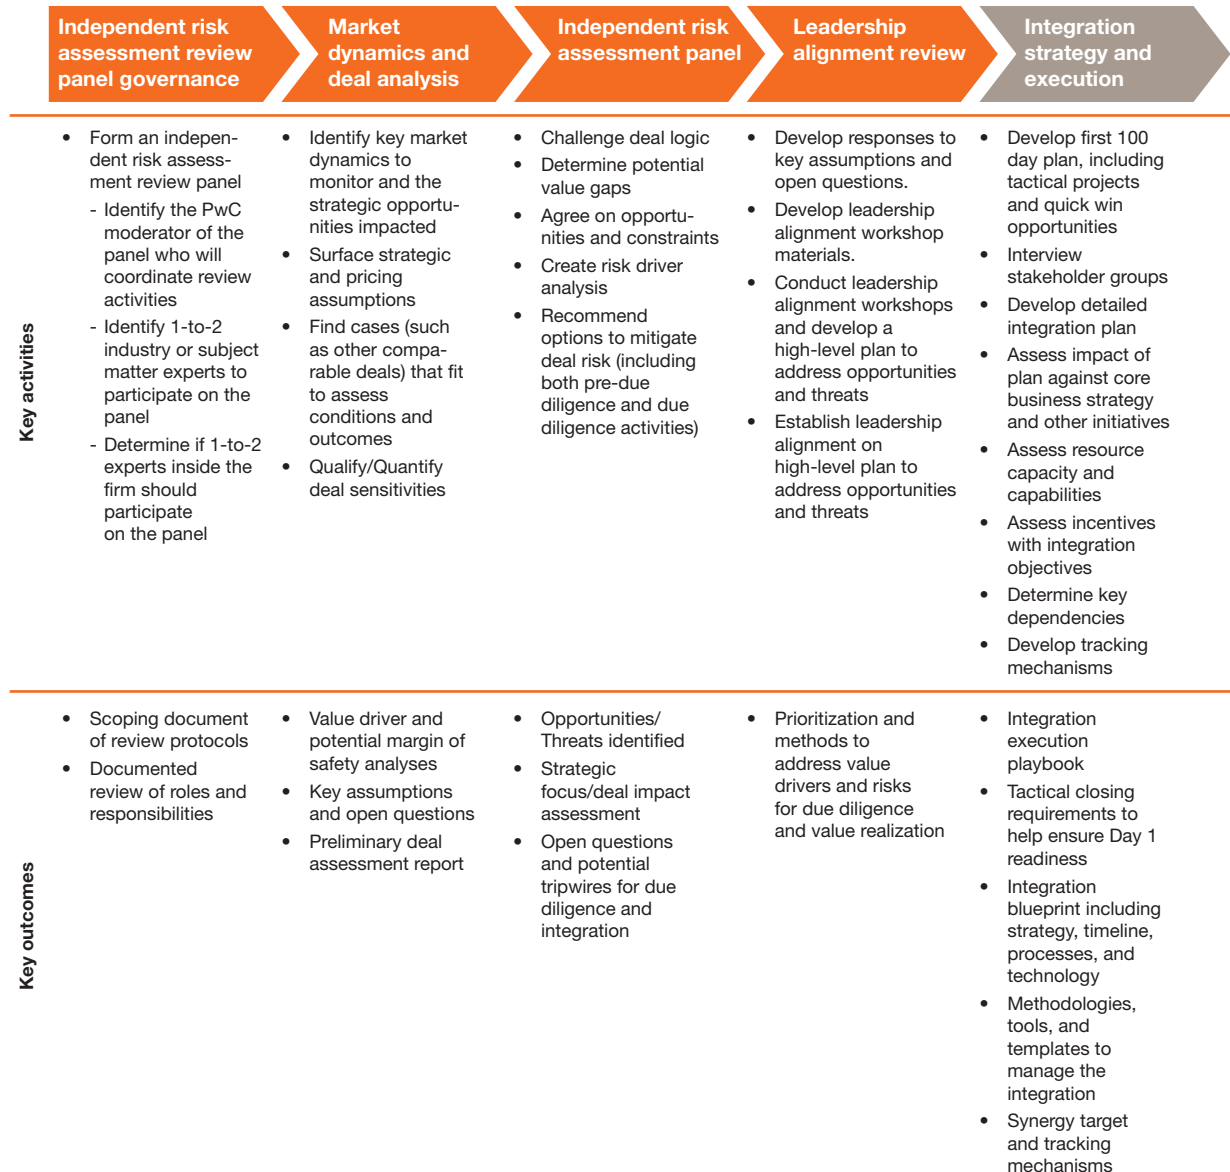 Independent risk
assessment review
panel governance
Market
dynamics and
deal analysis
Independent risk
assessment panel
Leadership
alignment review
Integration
strategy and
execution
Key activities
• Form an indepen-
dent risk assess-
ment review panel
- Identify the PwC
moderator of the
panel who will
coordinate review
activities
- Identify 1-to-2
industry or subject
matter experts to
participate on the
panel
- Determine if 1-to-2
experts inside the
firm should
participate
on the panel
• Identify key market
dynamics to
monitor and the
strategic opportu-
nities impacted
• Surface strategic
and pricing
assumptions
• Find cases (such
as other compa-
rable deals) that fit
to assess
conditions and
outcomes
• Qualify/Quantify
deal sensitivities
• Challenge deal logic
• Determine potential
value gaps
• Agree on opportu-
nities and constraints
• Create risk driver
analysis
• Recommend
options to mitigate
deal risk (including
both pre-due
diligence and due
diligence activities)
• Develop responses to
key assumptions and
open questions.
• Develop leadership
alignment workshop
materials.
• Conduct leadership
alignment workshops
and develop a
high-level plan to
address opportunities
and threats
• Establish leadership
alignment on
high-level plan to
address opportunities
and threats
• Develop first 100
day plan, including
tactical projects
and quick win
opportunities
• Interview
stakeholder groups
• Develop detailed
integration plan
• Assess impact of
plan against core
business strategy
and other initiatives
• Assess resource
capacity and
capabilities
• Assess incentives
with integration
objectives
• Determine key
dependencies
• Develop tracking
mechanisms
Key outcomes
• Scoping document
of review protocols
• Documented
review of roles and
responsibilities
• Value driver and
potential margin of
safety analyses
• Key assumptions
and open questions
• Preliminary deal
assessment report
• Opportunities/
Threats identified
• Strategic
focus/deal impact
assessment
• Open questions
and potential
tripwires for due
diligence and
integration
• Prioritization and
methods to
address value
drivers and risks
for due diligence
and value realization
• Integration
execution
playbook
• Tactical closing
requirements to
help ensure Day 1
readiness
• Integration
blueprint including
strategy, timeline,
processes, and
technology
• Methodologies,
tools, and
templates to
manage the
integration
• Synergy target
and tracking
mechanisms